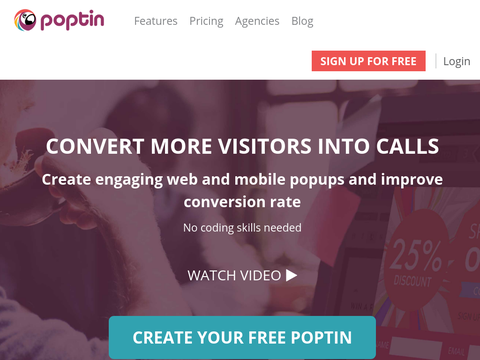 poptin
Features Pricing Agencies Blog
SIGN UP FOR FREE Login
CONVERT MORE VISITORS INTO CALLS
Create engaging web and mobile popups and improve
conversion rate
No coding skills needed
WATCH VIDEO
25%
DISCOUNT
CREATE YOUR FREE POPTIN